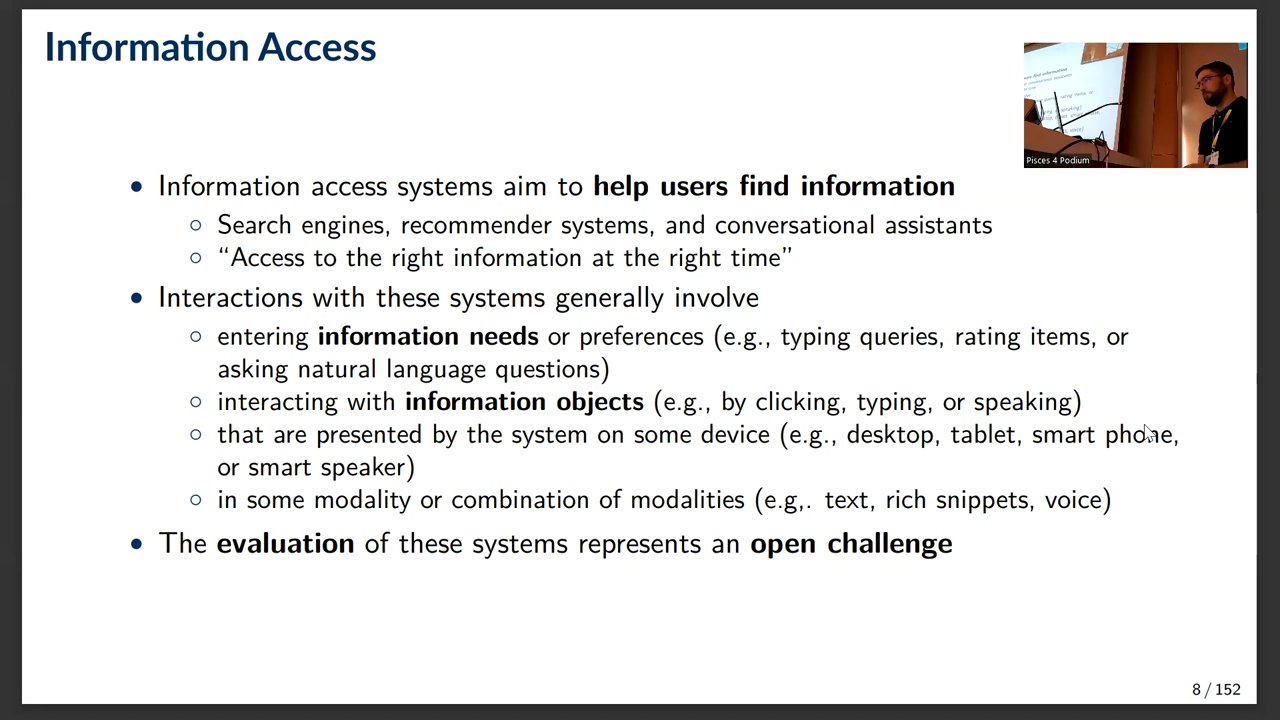 Information Access
Pisces 4 Podium
• Information access systems aim to help users find information
◦ Search engines, recommender systems, and conversational assistants
◦ “Access to the right information at the right time”
• Interactions with these systems generally involve
◦ entering information needs or preferences (e.g., typing queries, rating items, or
asking natural language questions)
◦ interacting with information objects (e.g., by clicking, typing, or speaking)
◦ that are presented by the system on some device (e.g., desktop, tablet, smart phone,
or smart speaker)
◦ in some modality or combination of modalities (e.g,. text, rich snippets, voice)
• The evaluation of these systems represents an open challenge
8 / 152